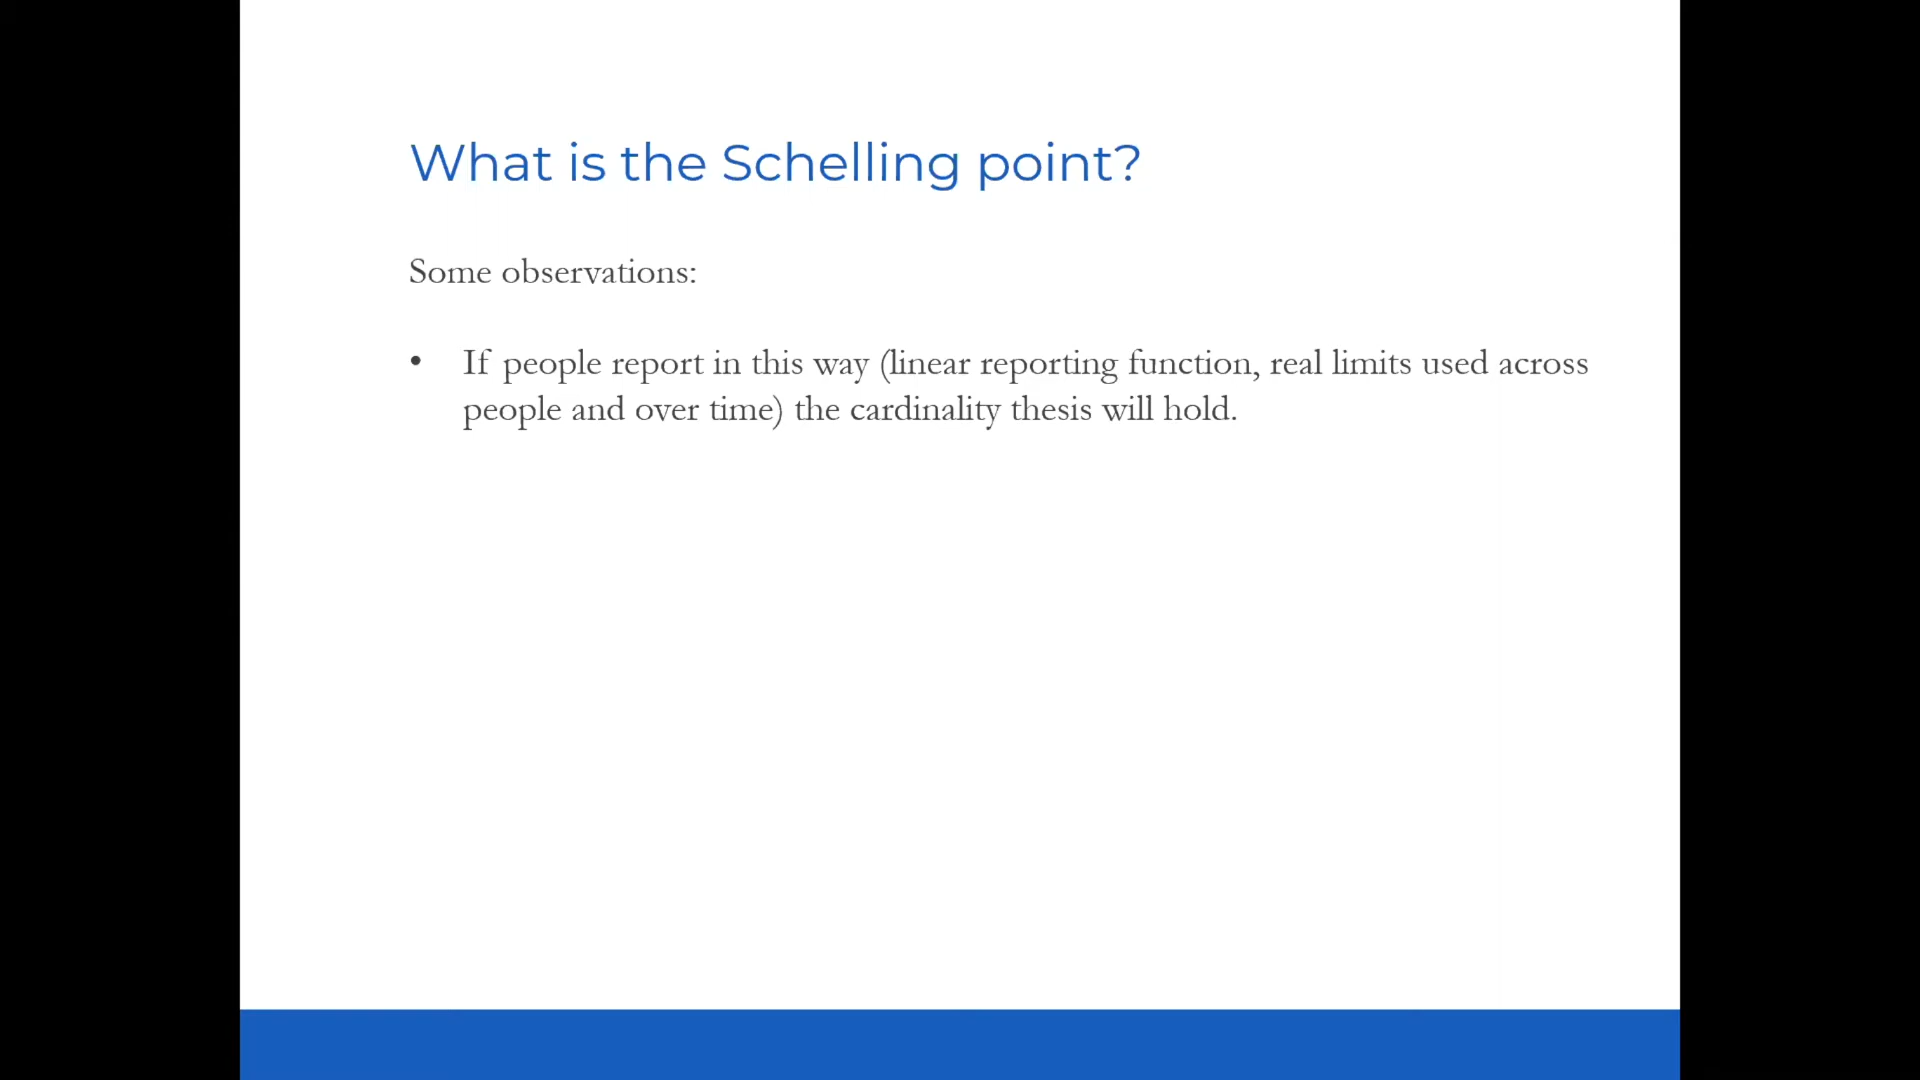 What is the Schelling point?
Some observations:
• If people report in this way (linear reporting function, real limits used across
people and over time) the cardinality thesis will hold.